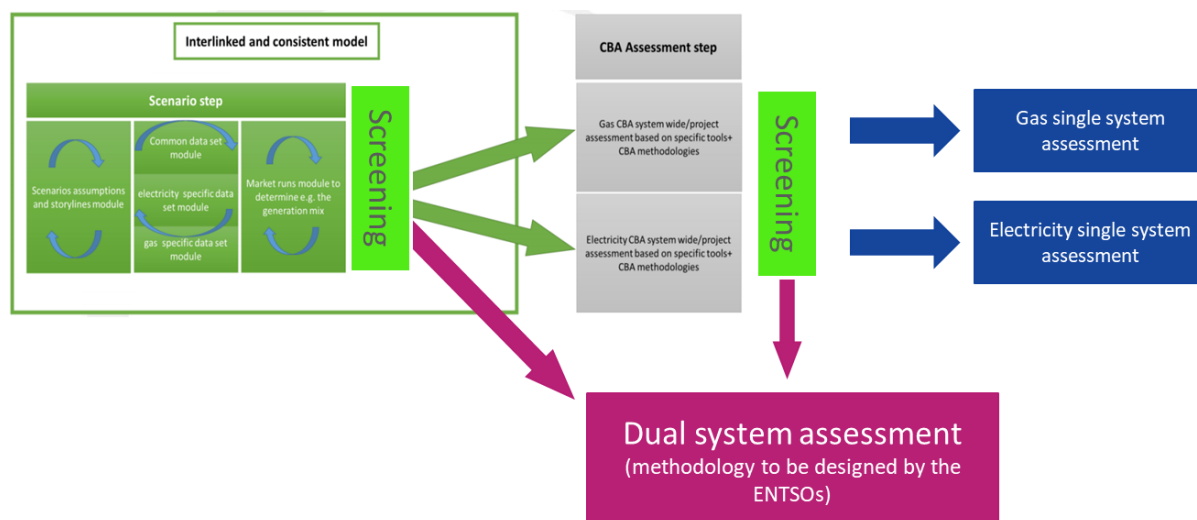 Interlinked and consistent model
Scenario step
Scenarios assumptions
and storylines module
Common data set
module
electricity specific data
set module
gas specific data set
module
Market runs module to
determine e.g. the
generation mix
Screening
CBA Assessment step
Gas CBA system wide/project
assessment based on specific tools+
CBA methodologies
Electricity CBA system wide/project
assessment based on specific tools+
CBA methodologies
Screening
Gas single system
assessment
Electricity single system
assessment
Dual system assessment
(methodology to be designed by the
ENTSOs)